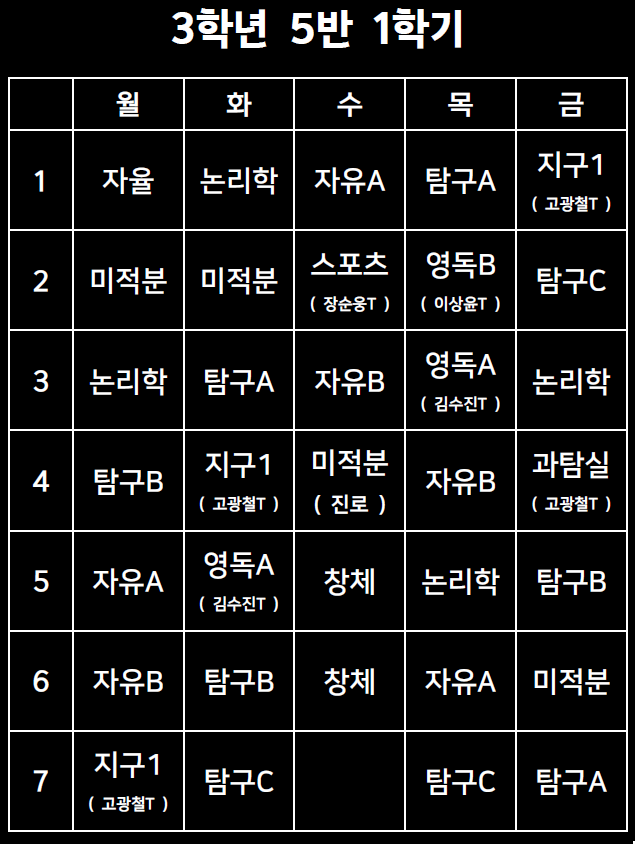 3학년 5반 1학기
월 화 수 목 금
1 자율 논리학 자유A 탐구A 지구1
( 고광철T )
2 미적분 미적분 스포츠 영독B 탐구C
( 장순웅T ) ( 이상윤T )
3 논리학 탐구A 자유B 영독A 논리학
( 김수진T )
4 탐구B 지구1 미적분 자유B 과탐실
( 고광철T ) ( 진로 ) ( 고광철T )
5 자유A 영독A 창체 논리학 탐구B
( 김수진T )
6 자유B 탐구B 창체 자유A 미적분
7 지구1 탐구C 탐구C 탐구A
( 고광철T )